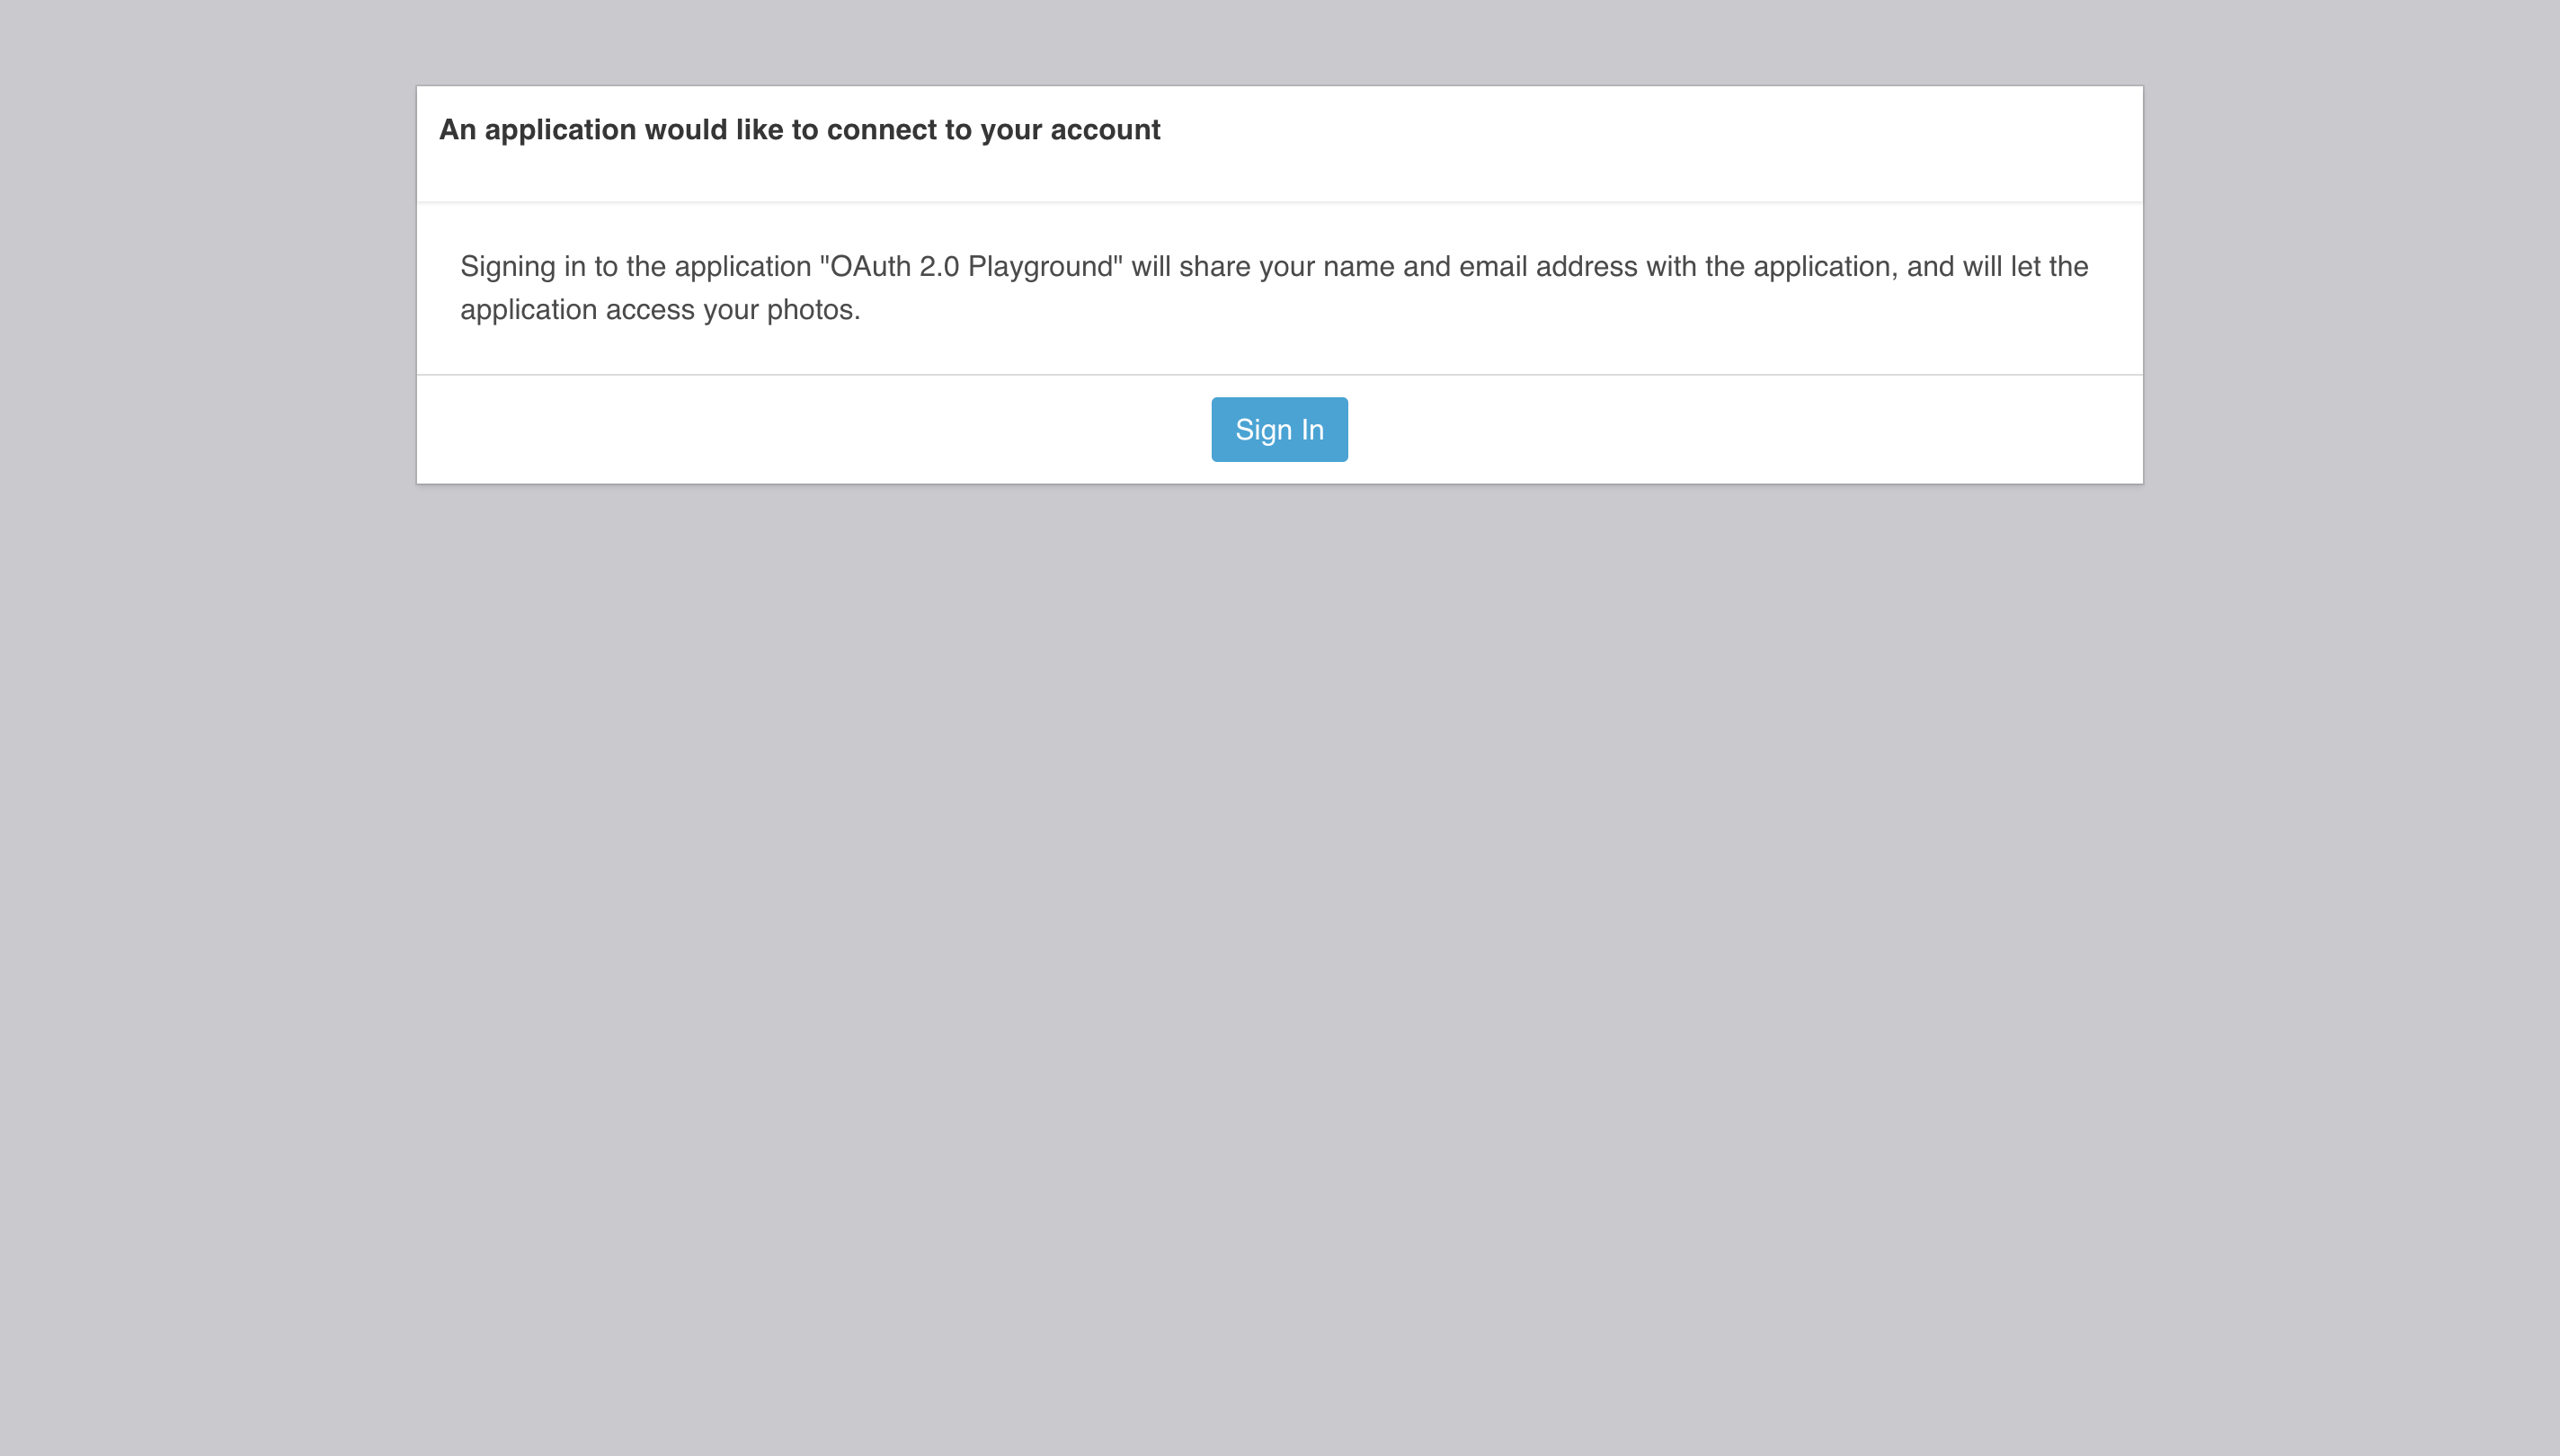 An application would like to connect to your account
Signing in to the application "OAuth 2.0 Playground" will share your name and email address with the application, and will let the
application access your photos.
Sign In